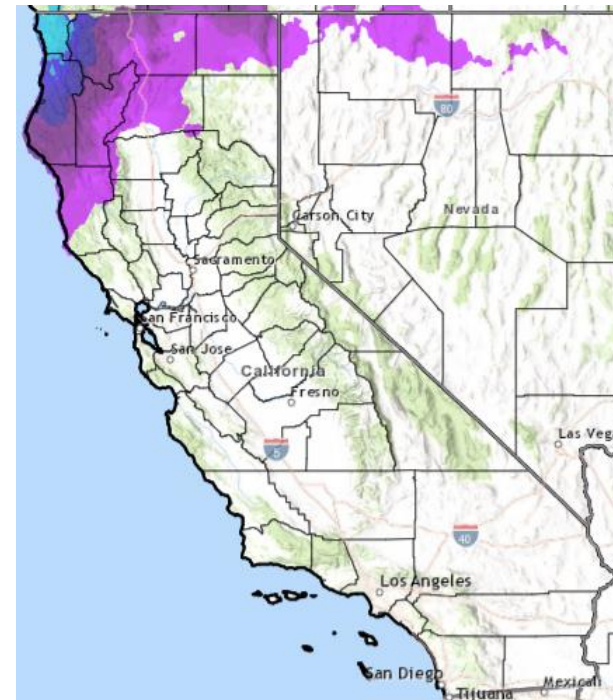 80
Nevada
Carson City
Sacramento
San Francisco
San Jose
California
Fresno
5
Las Vega
40
Los Angeles
San Diego
Tijuana
Mexicali